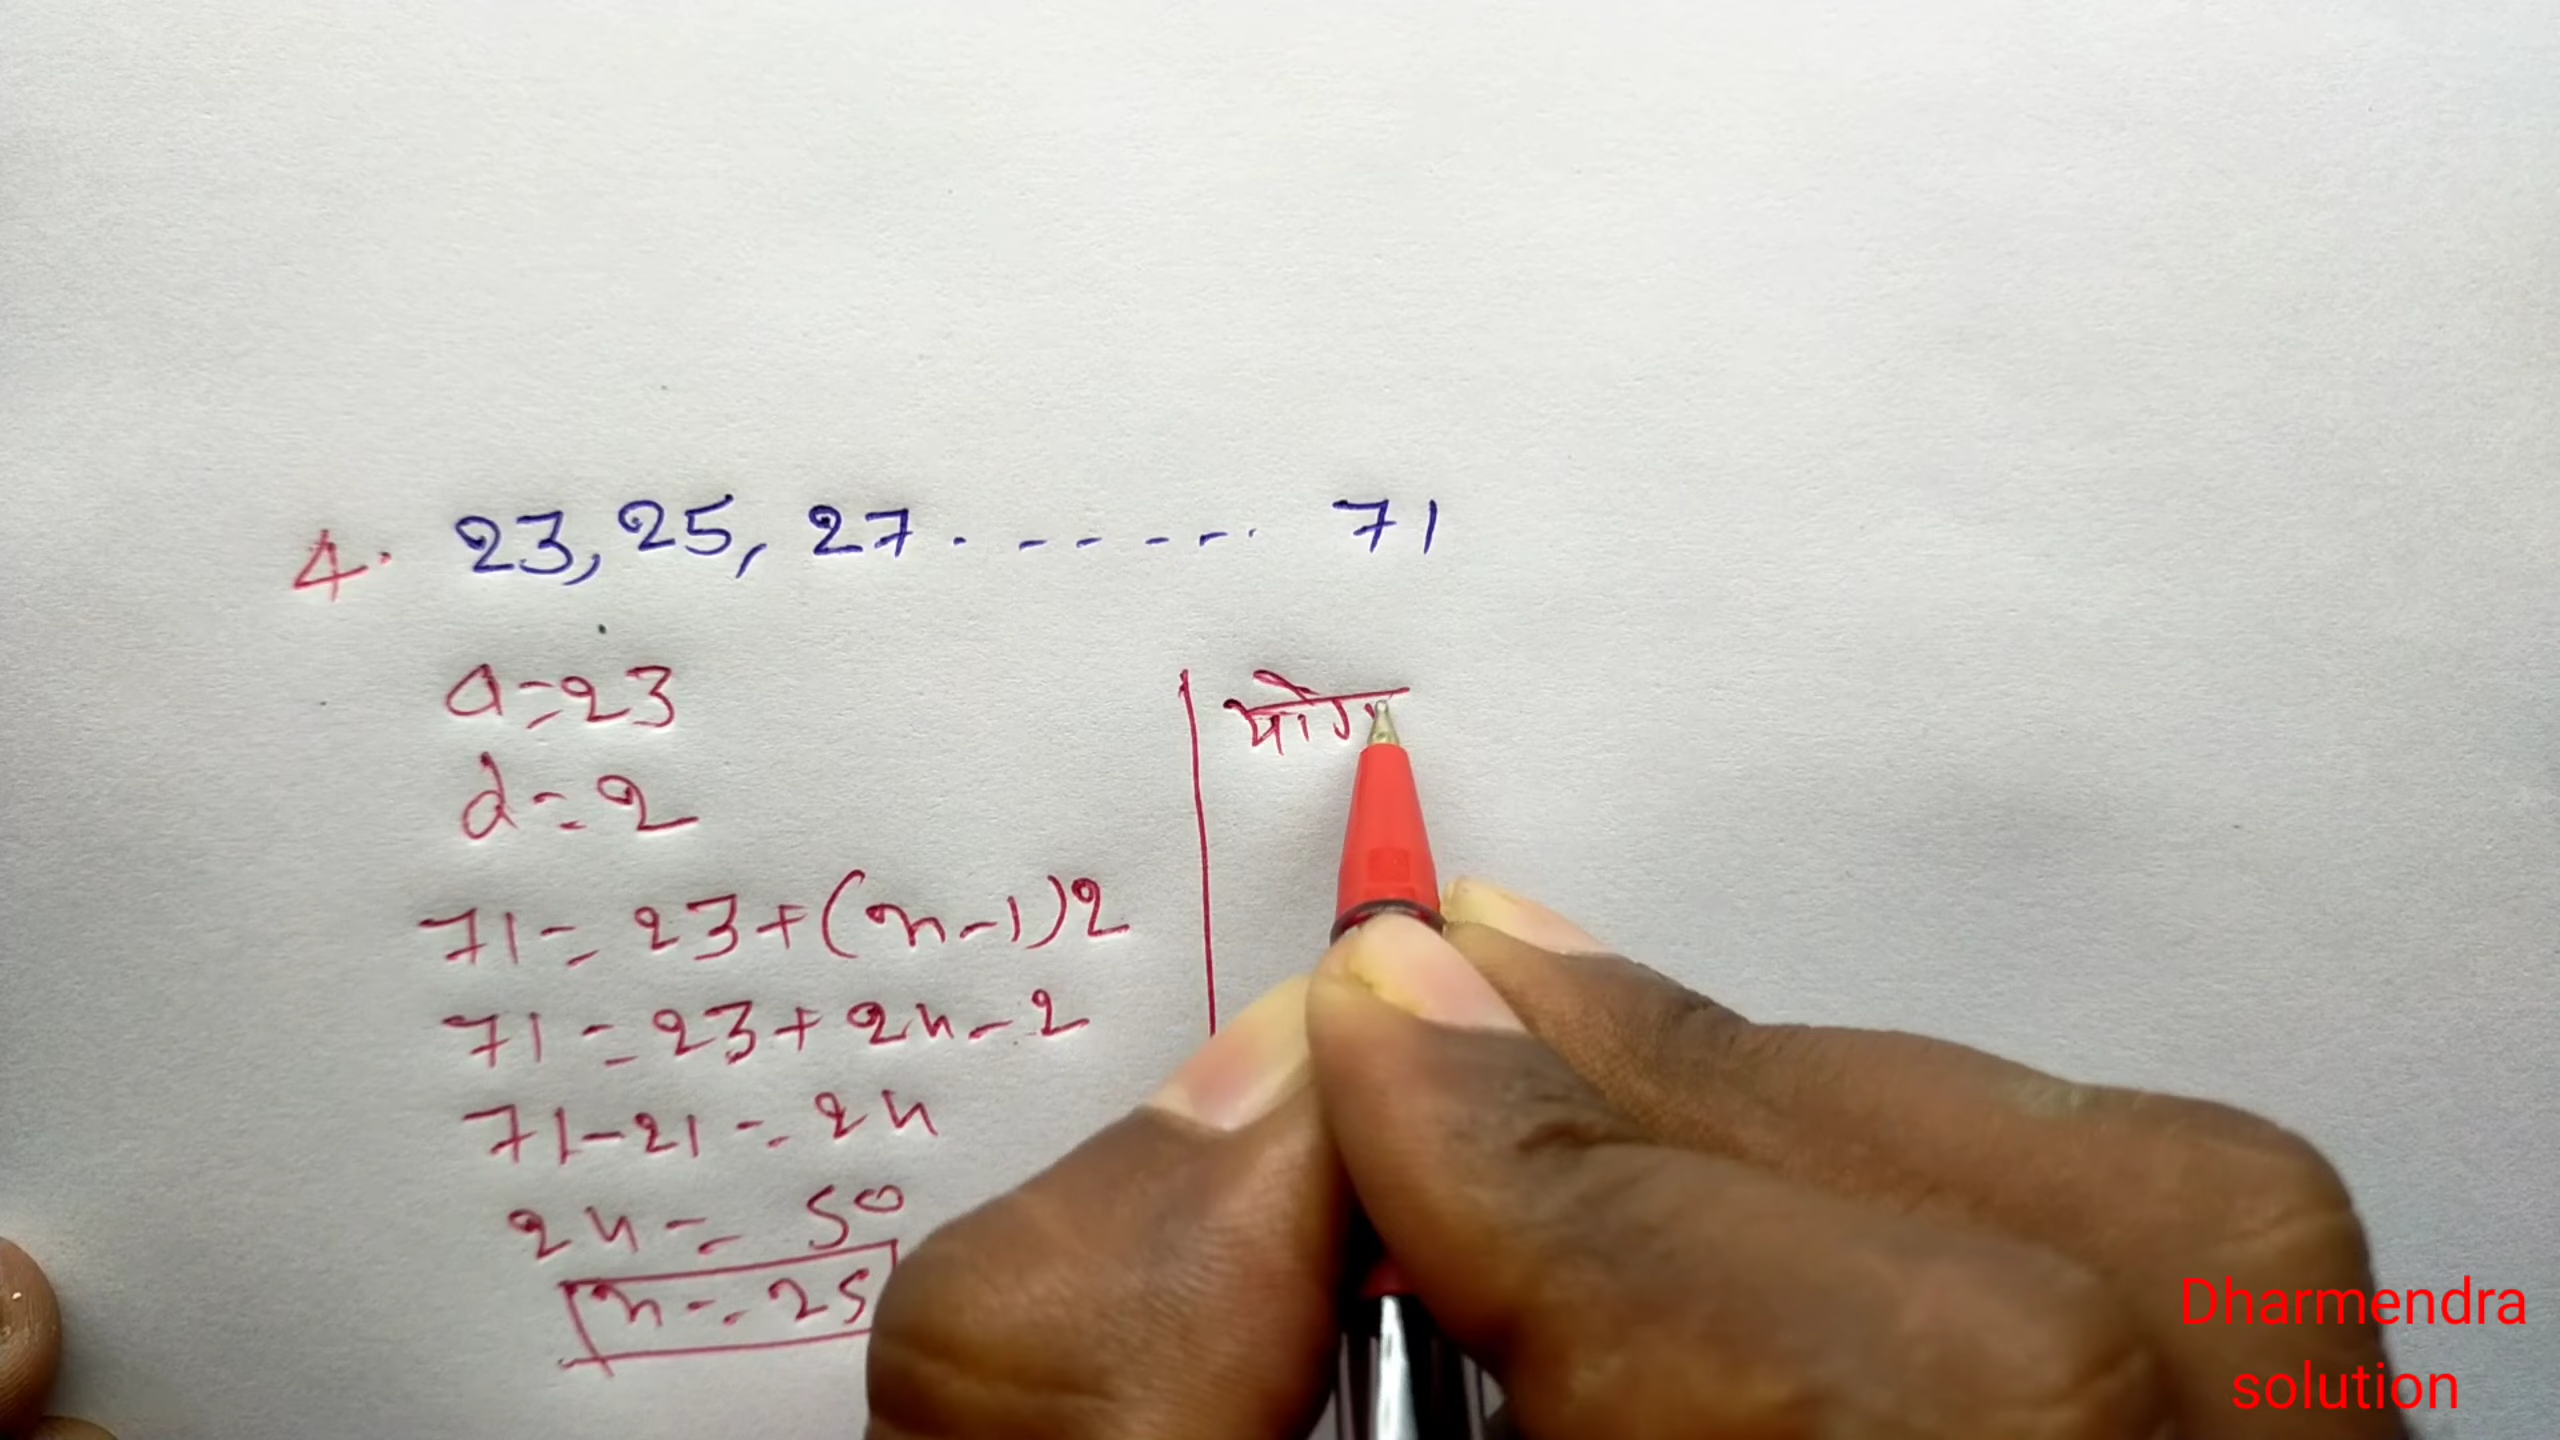 4. 23, 25, 27 . - - - - - . 71
a = 23
d = 2
71 = 23 + (n - 1)2
71 = 23 + 2n - 2
71 - 21 = 2n
2n = 50
n = 25
योग
Dharmendra
solution